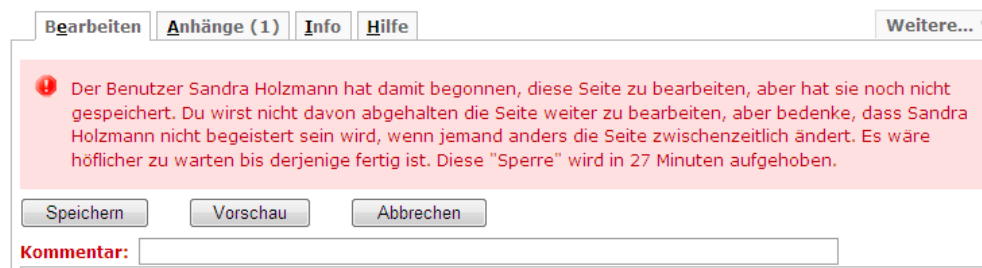 Bearbeiten Anhänge (1) Info Hilfe Weitere...
Der Benutzer Sandra Holzmann hat damit begonnen, diese Seite zu bearbeiten, aber hat sie noch nicht
gespeichert. Du wirst nicht davon abgehalten die Seite weiter zu bearbeiten, aber bedenke, dass Sandra
Holzmann nicht begeistert sein wird, wenn jemand anders die Seite zwischenzeitlich ändert. Es wäre
höflicher zu warten bis derjenige fertig ist. Diese "Sperre" wird in 27 Minuten aufgehoben.
Speichern Vorschau Abbrechen
Kommentar: